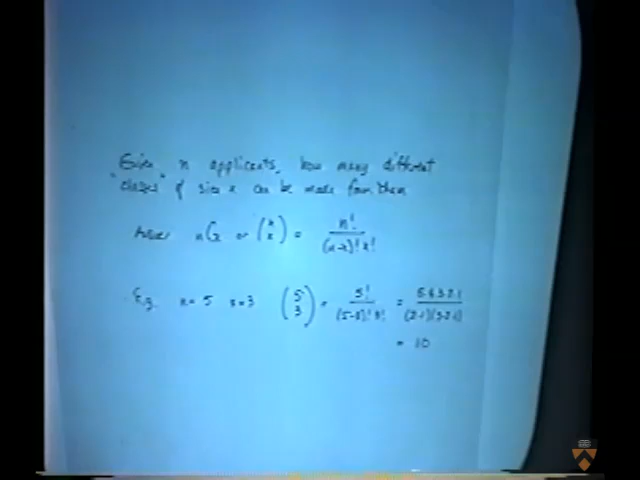 Given n applicants, how many different
"classes" of size x can be made from them
Answer nCx or (n x) = n! / (n-x)! x!
E.g. n = 5 x = 3 (5 3) = 5! / (5-3)! 3! = 5·4·3·2·1 / (2·1)(3·2·1)
= 10